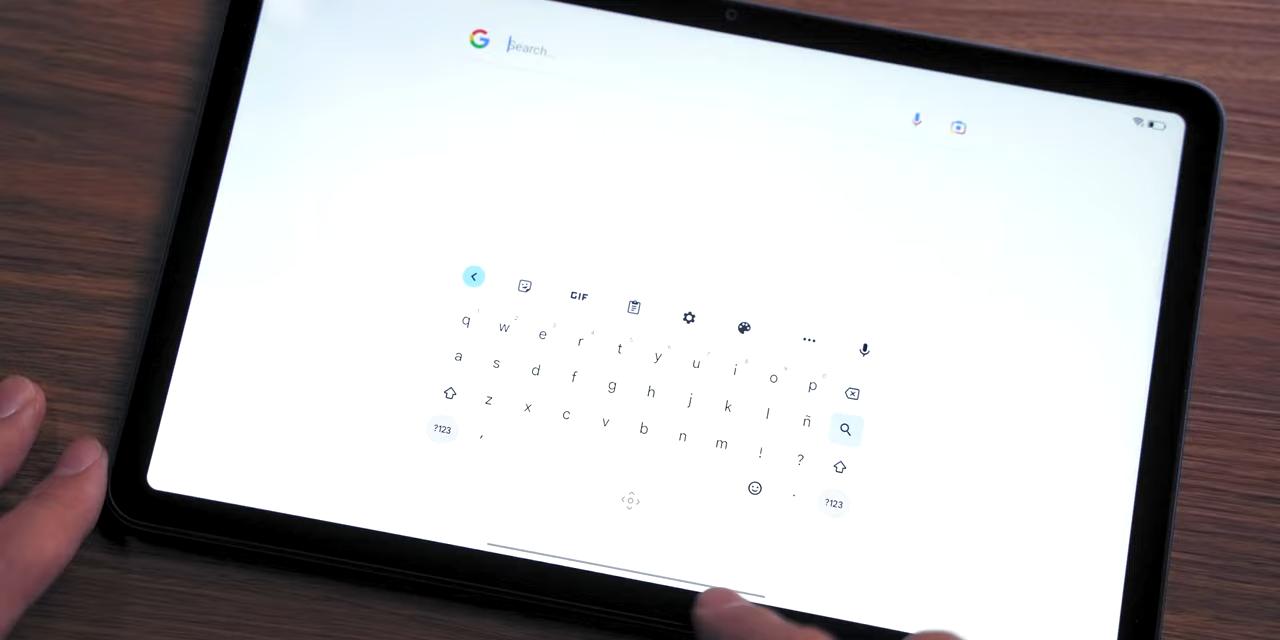 G Search...
GIF
q w e r t y u i o p
a s d f g h j k l ñ
z x c v b n m ! ?
?123 , . ?123